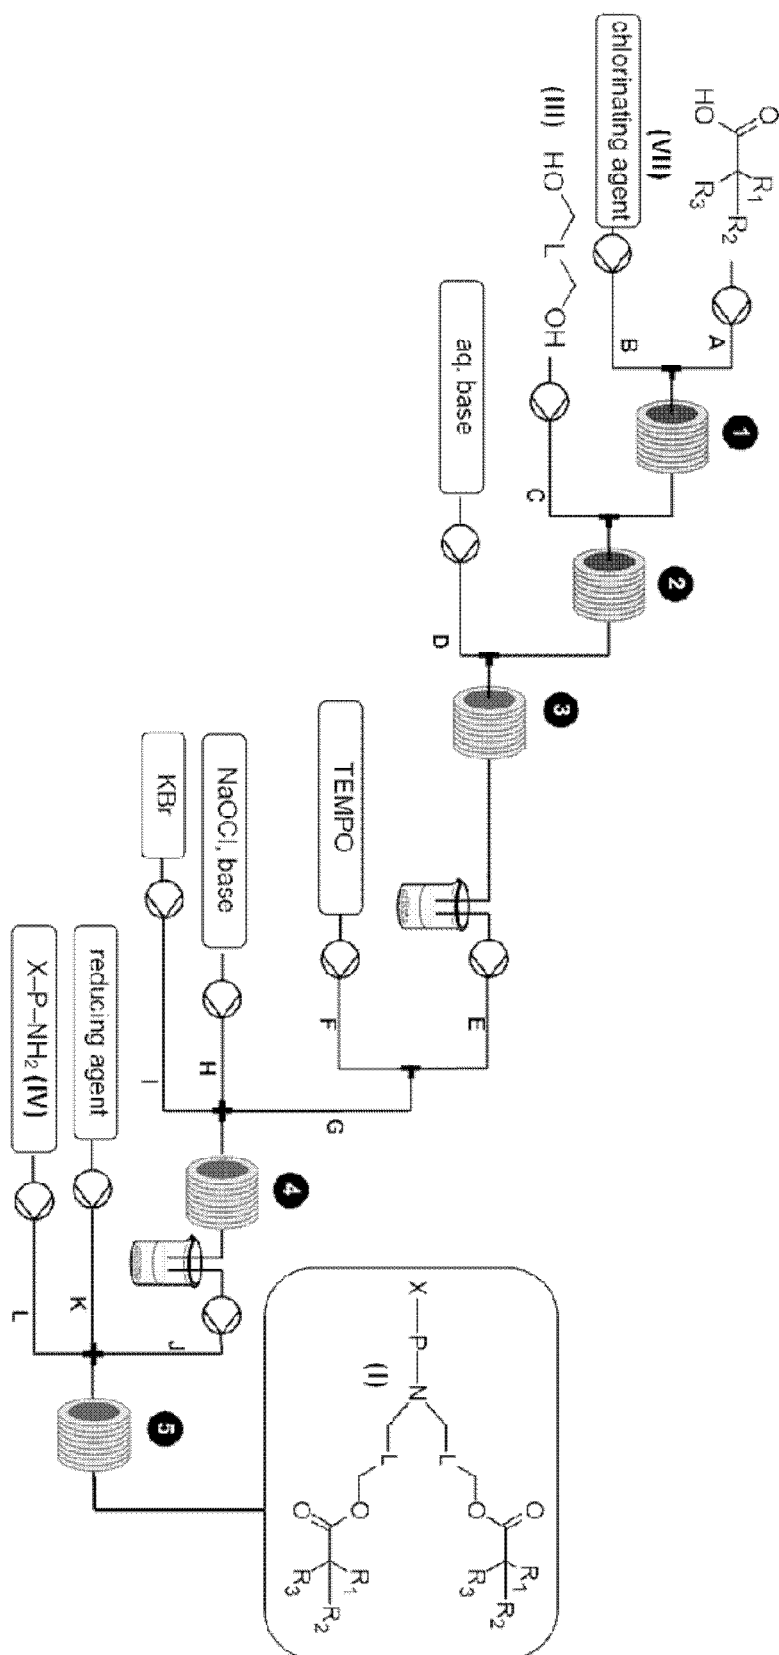 O
HO
R₁
R₂
R₃
A
(VII)
chlorinating agent
B
1
(III)
HO
L
OH
C
2
aq. base
D
3
E
TEMPO
F
G
NaOCl, base
H
KBr
I
4
J
reducing agent
K
X–P–NH₂ (IV)
L
5
X
P
N
(I)
L
O
O
R₁
R₂
R₃
L
O
O
R₁
R₂
R₃